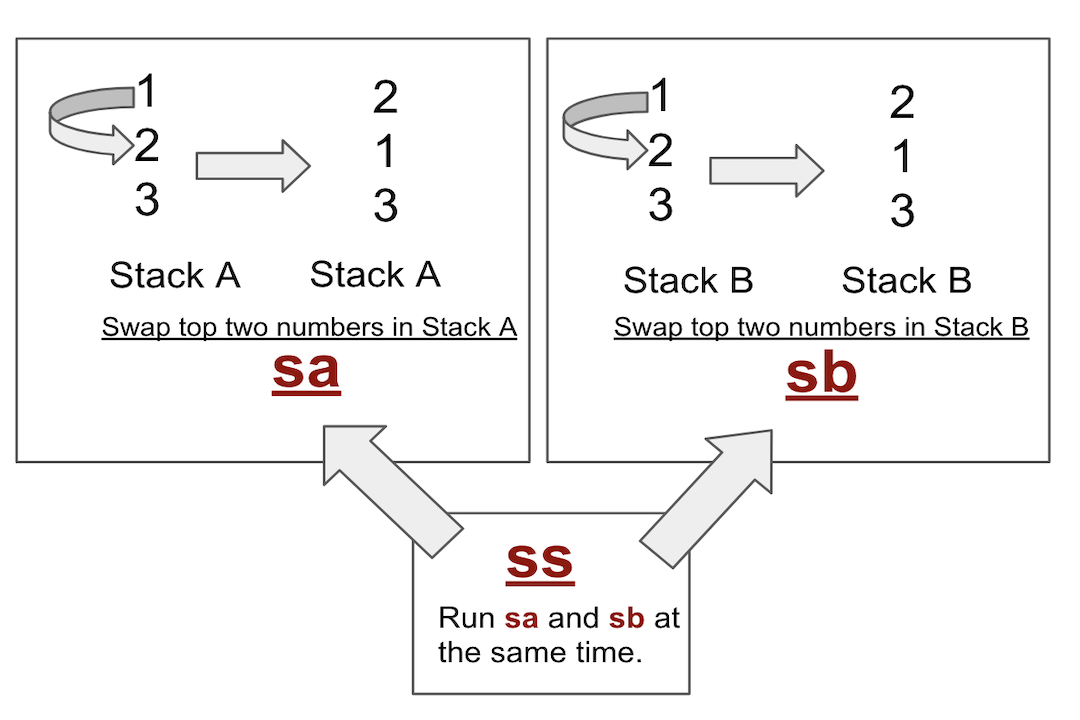 1
2
3
2
1
3
Stack A
Stack A
Swap top two numbers in Stack A
sa
1
2
3
2
1
3
Stack B
Stack B
Swap top two numbers in Stack B
sb
ss
Run sa and sb at
the same time.